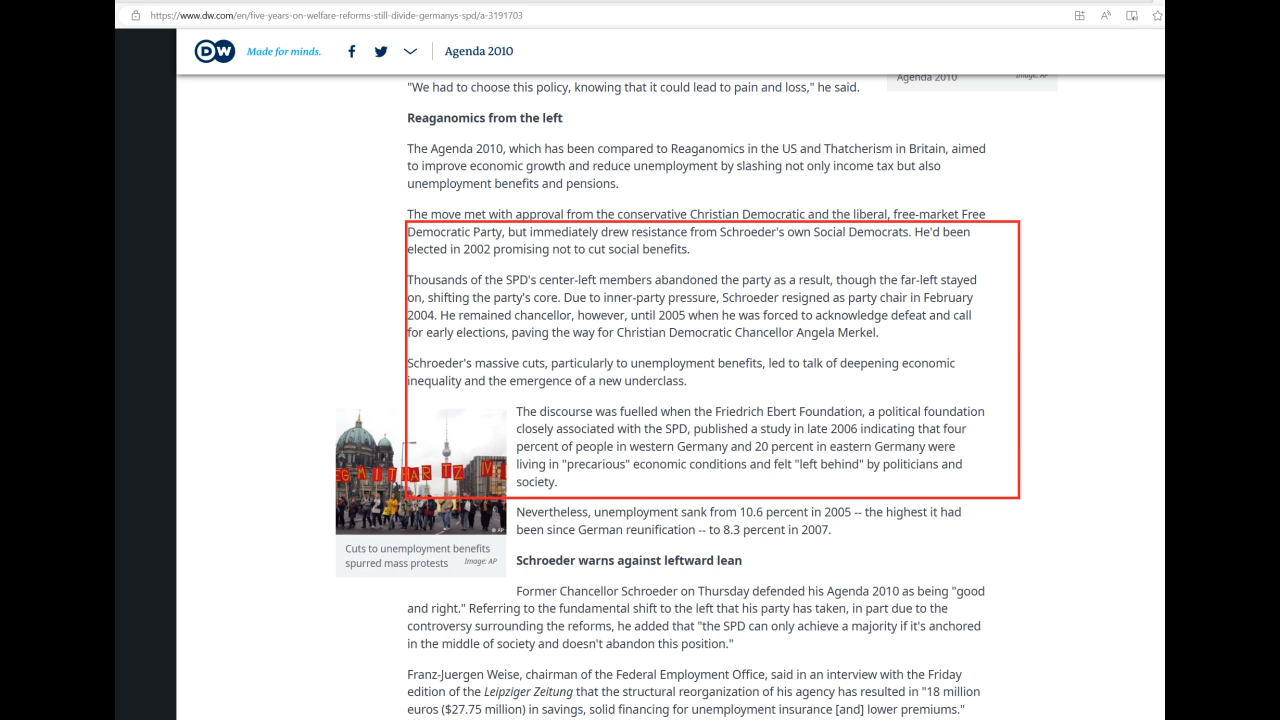 https://www.dw.com/en/five-years-on-welfare-reforms-still-divide-germanys-spd/a-3191703
DW Made for minds. Agenda 2010
Agenda 2010 Image: AP
"We had to choose this policy, knowing that it could lead to pain and loss," he said.
Reaganomics from the left
The Agenda 2010, which has been compared to Reaganomics in the US and Thatcherism in Britain, aimed
to improve economic growth and reduce unemployment by slashing not only income tax but also
unemployment benefits and pensions.
The move met with approval from the conservative Christian Democratic and the liberal, free-market Free
Democratic Party, but immediately drew resistance from Schroeder's own Social Democrats. He'd been
elected in 2002 promising not to cut social benefits.
Thousands of the SPD's center-left members abandoned the party as a result, though the far-left stayed
on, shifting the party's core. Due to inner-party pressure, Schroeder resigned as party chair in February
2004. He remained chancellor, however, until 2005 when he was forced to acknowledge defeat and call
for early elections, paving the way for Christian Democratic Chancellor Angela Merkel.
Schroeder's massive cuts, particularly to unemployment benefits, led to talk of deepening economic
inequality and the emergence of a new underclass.
The discourse was fuelled when the Friedrich Ebert Foundation, a political foundation
closely associated with the SPD, published a study in late 2006 indicating that four
percent of people in western Germany and 20 percent in eastern Germany were
living in "precarious" economic conditions and felt "left behind" by politicians and
society.
EG MIT HARTZ IV
© AP
Cuts to unemployment benefits
spurred mass protests Image: AP
Nevertheless, unemployment sank from 10.6 percent in 2005 -- the highest it had
been since German reunification -- to 8.3 percent in 2007.
Schroeder warns against leftward lean
Former Chancellor Schroeder on Thursday defended his Agenda 2010 as being "good
and right." Referring to the fundamental shift to the left that his party has taken, in part due to the
controversy surrounding the reforms, he added that "the SPD can only achieve a majority if it's anchored
in the middle of society and doesn't abandon this position."
Franz-Juergen Weise, chairman of the Federal Employment Office, said in an interview with the Friday
edition of the Leipziger Zeitung that the structural reorganization of his agency has resulted in "18 million
euros ($27.75 million) in savings, solid financing for unemployment insurance [and] lower premiums."